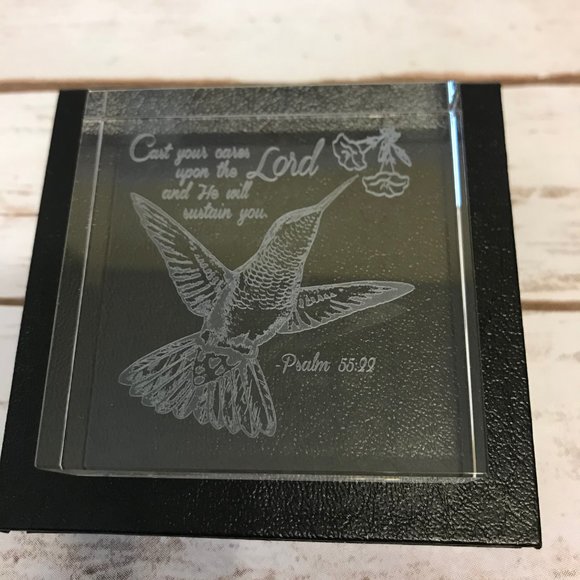 Cast your cares
upon the Lord
and He will
sustain you.
-Psalm 55:22